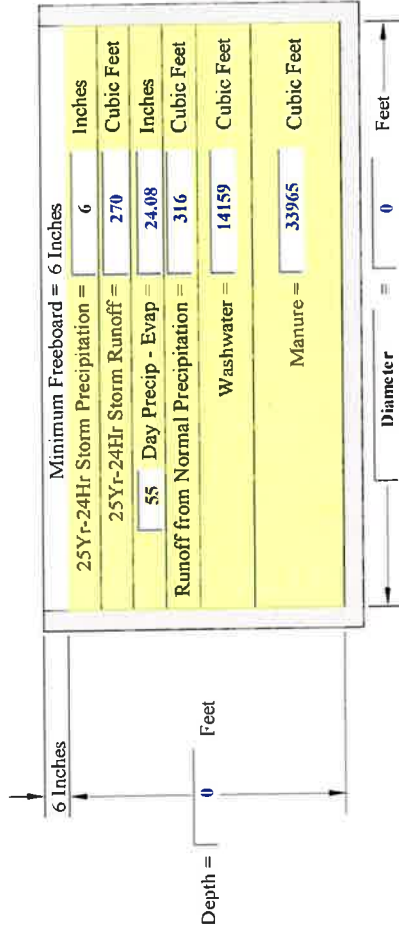 Minimum Freeboard = 6 Inches
25Yr-24Hr Storm Precipitation = 6 Inches
25Yr-24Hr Storm Runoff = 270 Cubic Feet
55 Day Precip - Evap = 24.08 Inches
Runoff from Normal Precipitation = 316 Cubic Feet
Washwater = 14159 Cubic Feet
Manure = 33965 Cubic Feet
6 Inches
Depth = 0 Feet
Diameter = 0 Feet